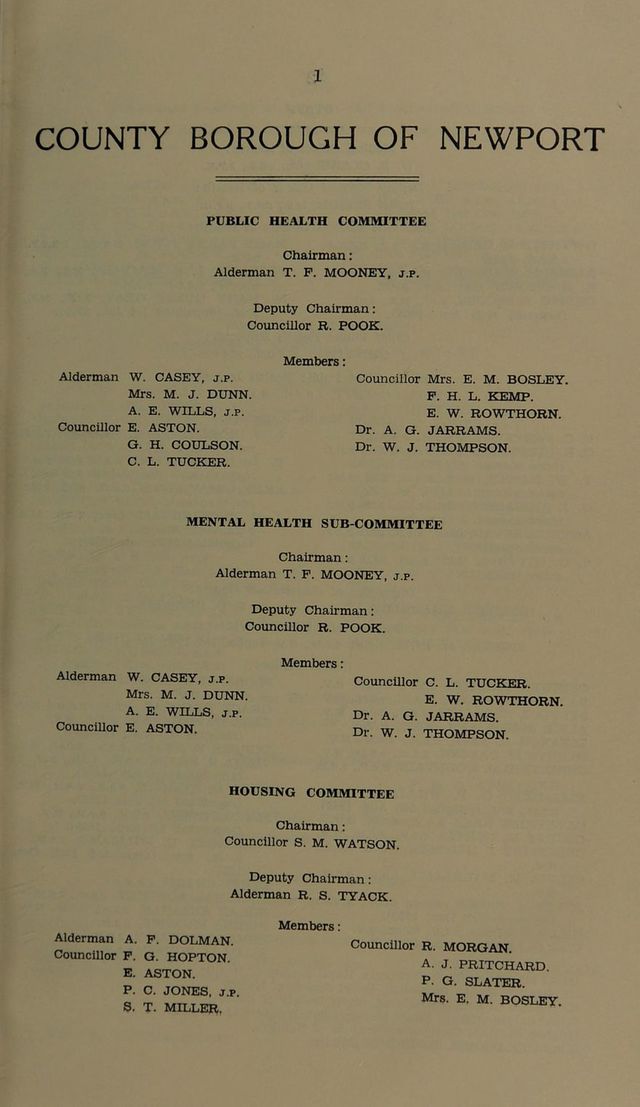 1
COUNTY BOROUGH OF NEWPORT
PUBLIC HEALTH COMMITTEE
Chairman:
Alderman T. F. MOONEY, J.P.
Deputy Chairman:
Councillor R. POOK.
Members:
Alderman W. CASEY, J.P.
Mrs. M. J. DUNN.
A. E. WILLS, J.P.
Councillor E. ASTON.
G. H. COULSON.
C. L. TUCKER.
Councillor Mrs. E. M. BOSLEY.
F. H. L. KEMP.
E. W. ROWTHORN.
Dr. A. G. JARRAMS.
Dr. W. J. THOMPSON.
MENTAL HEALTH SUB-COMMITTEE
Chairman:
Alderman T. F. MOONEY, J.P.
Deputy Chairman:
Councillor R. POOK.
Members:
Alderman W. CASEY, J.P.
Mrs. M. J. DUNN.
A. E. WILLS, J.P.
Councillor E. ASTON.
Councillor C. L. TUCKER.
E. W. ROWTHORN.
Dr. A. G. JARRAMS.
Dr. W. J. THOMPSON.
HOUSING COMMITTEE
Chairman:
Councillor S. M. WATSON.
Deputy Chairman:
Alderman R. S. TYACK.
Members:
Alderman A. F. DOLMAN.
Councillor F. G. HOPTON.
E. ASTON.
P. C. JONES, J.P.
S. T. MILLER.
Councillor R. MORGAN.
A. J. PRITCHARD.
P. G. SLATER.
Mrs. E. M. BOSLEY.